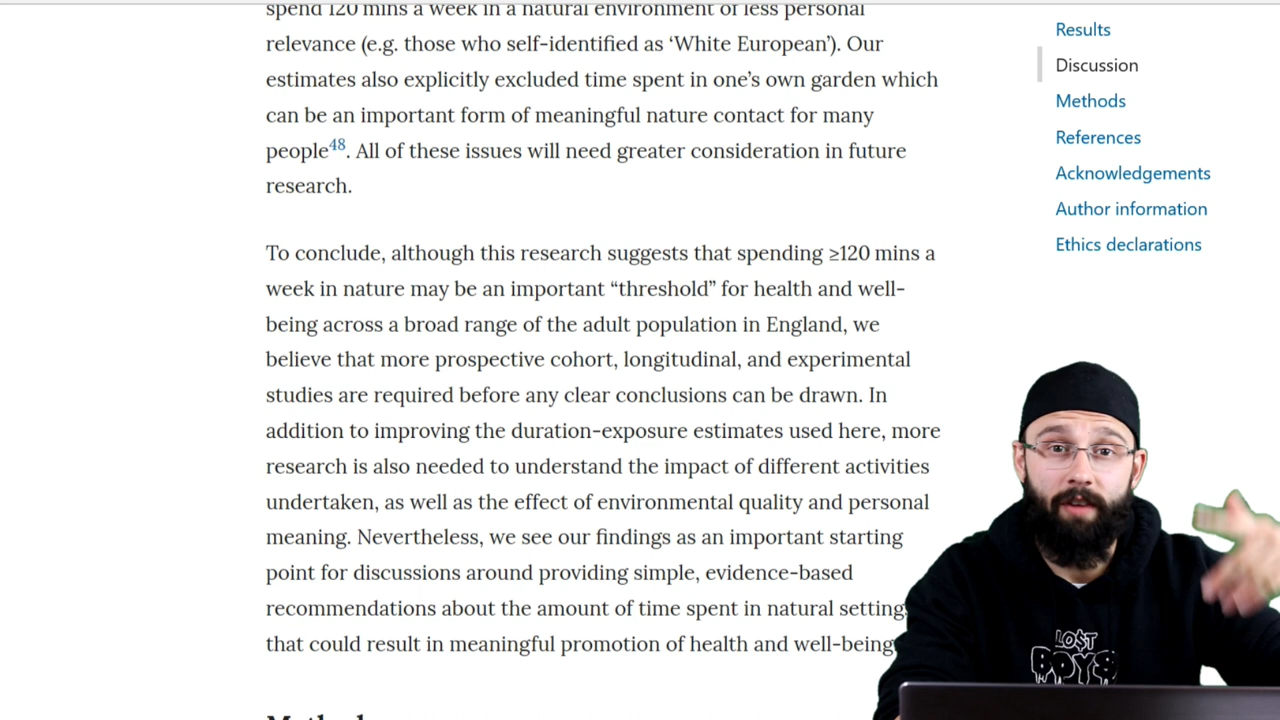 spend 120 mins a week in a natural environment of less personal
relevance (e.g. those who self-identified as ‘White European’). Our
estimates also explicitly excluded time spent in one’s own garden which
can be an important form of meaningful nature contact for many
people48. All of these issues will need greater consideration in future
research.
To conclude, although this research suggests that spending ≥120 mins a
week in nature may be an important “threshold” for health and well-
being across a broad range of the adult population in England, we
believe that more prospective cohort, longitudinal, and experimental
studies are required before any clear conclusions can be drawn. In
addition to improving the duration-exposure estimates used here, more
research is also needed to understand the impact of different activities
undertaken, as well as the effect of environmental quality and personal
meaning. Nevertheless, we see our findings as an important starting
point for discussions around providing simple, evidence-based
recommendations about the amount of time spent in natural settings
that could result in meaningful promotion of health and well-being
Results
Discussion
Methods
References
Acknowledgements
Author information
Ethics declarations
LO$T
BOYS